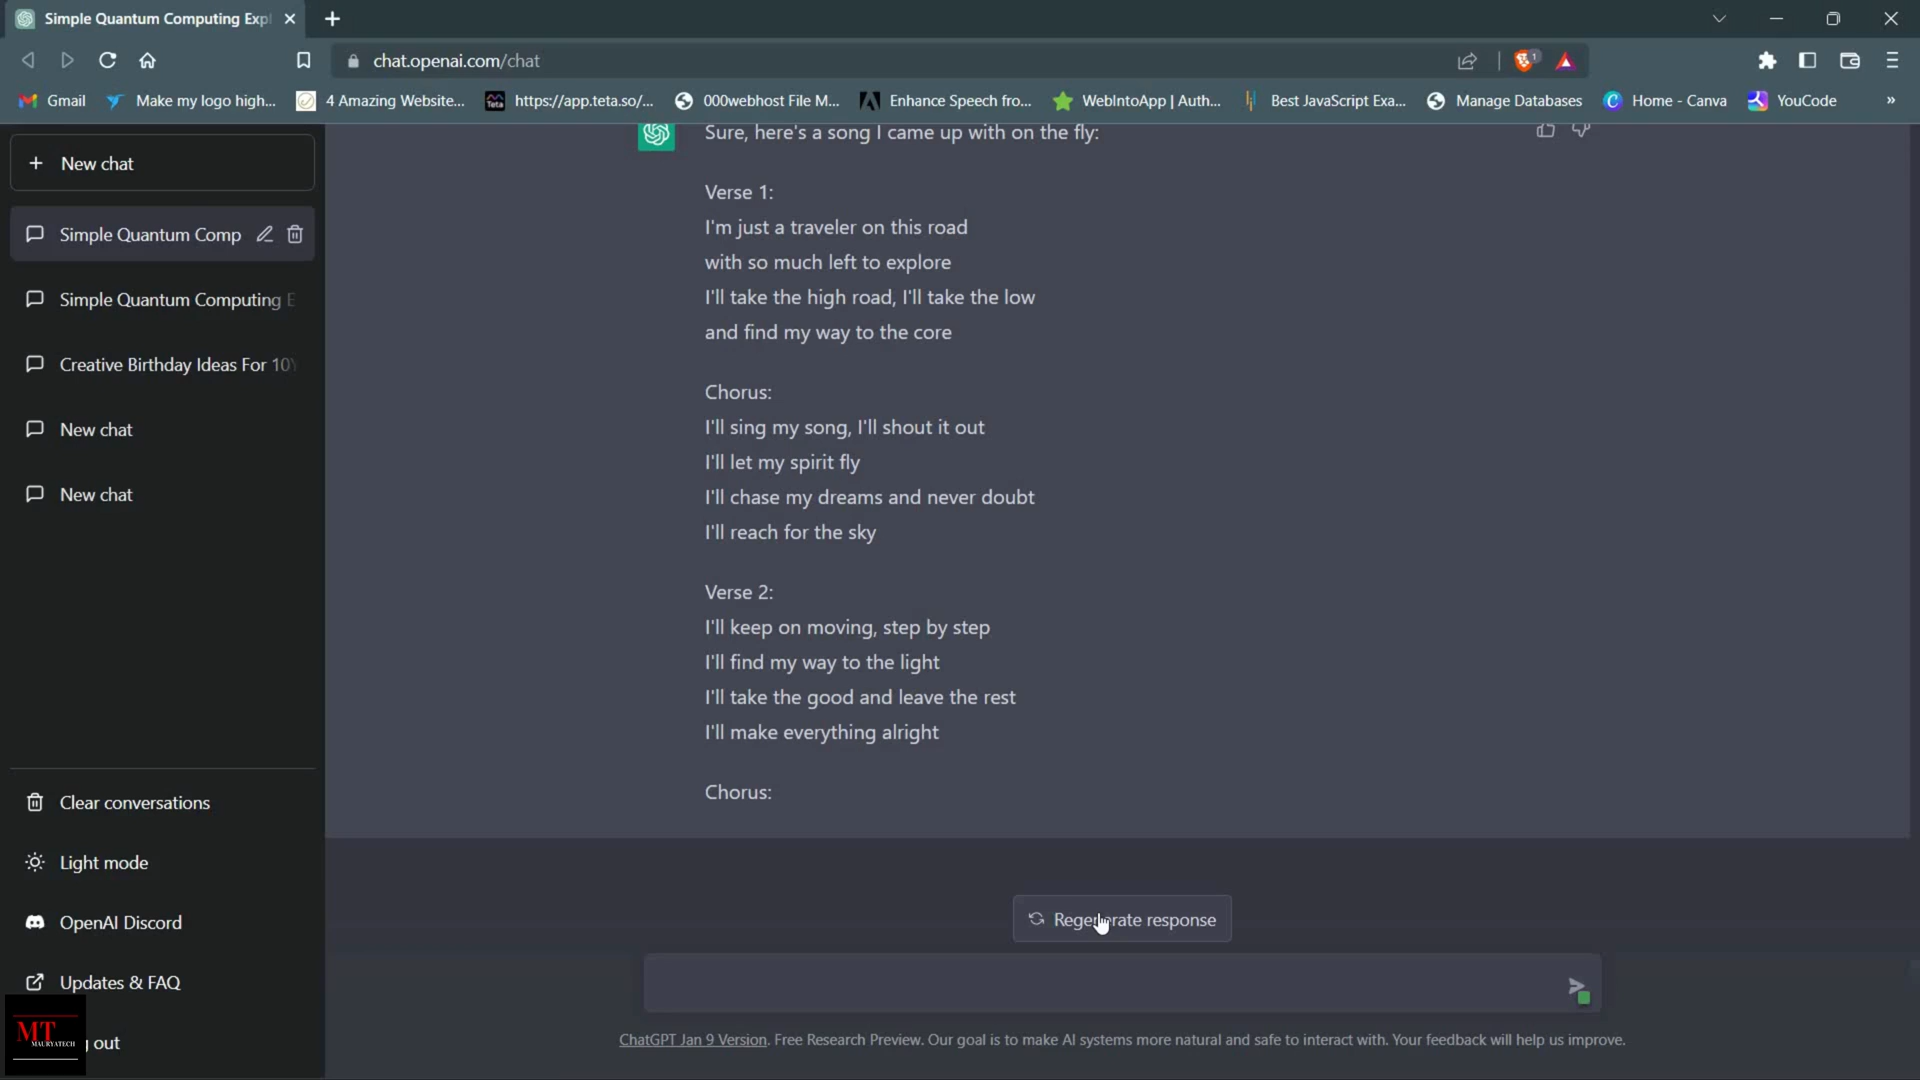 Simple Quantum Computing Exp
chat.openai.com/chat
1
Gmail
Make my logo high...
4 Amazing Website...
Teta
https://app.teta.so/...
000webhost File M...
Enhance Speech fro...
WebIntoApp | Auth...
Best JavaScript Exa...
Manage Databases
Home - Canva
YouCode
»
New chat
Simple Quantum Comp
Simple Quantum Computing E
Creative Birthday Ideas For 10Y
New chat
New chat
Clear conversations
Light mode
OpenAI Discord
Updates & FAQ
out
MT
MAURYATECH
Sure, here's a song I came up with on the fly:
Verse 1:
I'm just a traveler on this road
with so much left to explore
I'll take the high road, I'll take the low
and find my way to the core
Chorus:
I'll sing my song, I'll shout it out
I'll let my spirit fly
I'll chase my dreams and never doubt
I'll reach for the sky
Verse 2:
I'll keep on moving, step by step
I'll find my way to the light
I'll take the good and leave the rest
I'll make everything alright
Chorus:
Regenerate response
ChatGPT Jan 9 Version. Free Research Preview. Our goal is to make AI systems more natural and safe to interact with. Your feedback will help us improve.